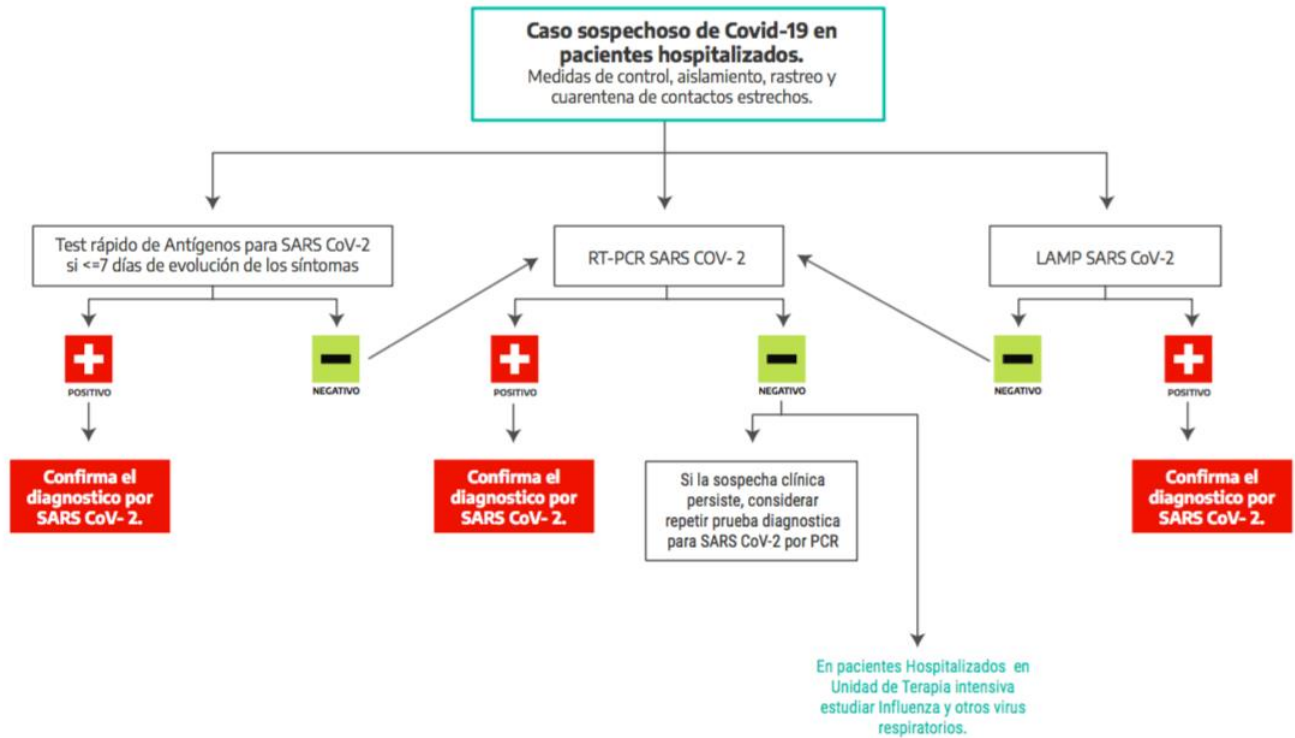 Caso sospechoso de Covid-19 en
pacientes hospitalizados.
Medidas de control, aislamiento, rastreo y
cuarentena de contactos estrechos.
Test rápido de Antígenos para SARS CoV-2
si <=7 días de evolución de los síntomas
RT-PCR SARS COV- 2
LAMP SARS CoV-2
POSITIVO
NEGATIVO
POSITIVO
NEGATIVO
NEGATIVO
POSITIVO
Confirma el
diagnostico por
SARS CoV- 2.
Confirma el
diagnostico por
SARS CoV- 2.
Si la sospecha clínica
persiste, considerar
repetir prueba diagnostica
para SARS CoV-2 por PCR
Confirma el
diagnostico por
SARS CoV- 2.
En pacientes Hospitalizados en
Unidad de Terapia intensiva
estudiar Influenza y otros virus
respiratorios.